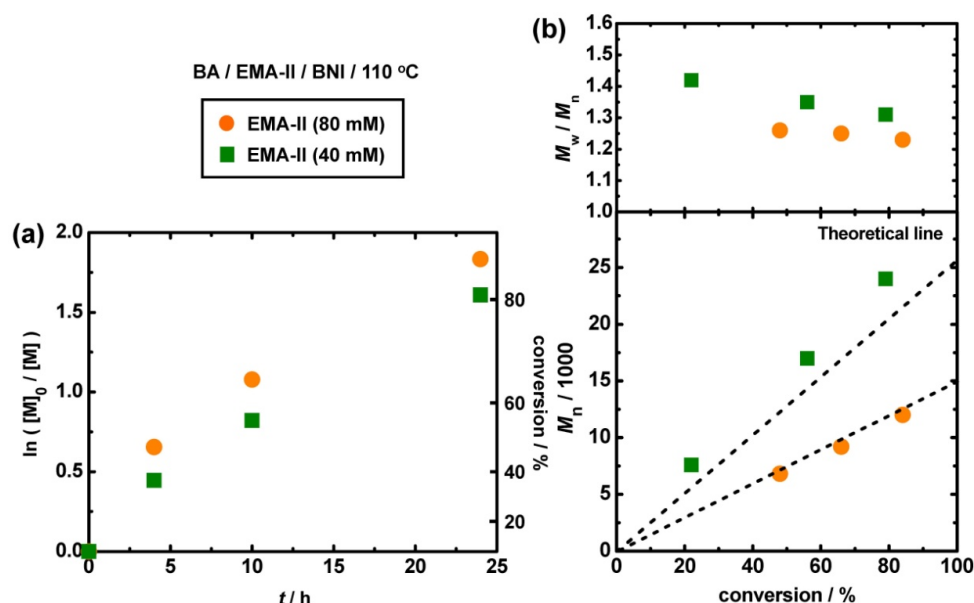 BA / EMA-II / BNI / 110 °C
EMA-II (80 mM)
EMA-II (40 mM)
(a)
2.0
1.5
1.0
0.5
0.0
ln ( [M]₀ / [M] )
0
5
10
15
20
25
t / h
80
60
40
20
conversion / %
(b)
1.6
1.5
1.4
1.3
1.2
1.1
1.0
Mw / Mn
Theoretical line
25
20
15
10
5
0
Mn / 1000
0
20
40
60
80
100
conversion / %